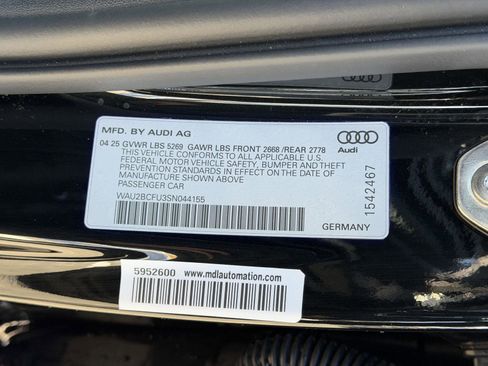 MFD. BY AUDI AG
04 25 GVWR LBS 5269 GAWR LBS FRONT 2668 /REAR 2778
THIS VEHICLE CONFORMS TO ALL APPLICABLE U.S.
FEDERAL MOTOR VEHICLE SAFETY, BUMPER AND THEFT
PREVENTION STANDARDS IN EFFECT ON THE DATE OF
MANUFACTURE SHOWN ABOVE
PASSENGER CAR
WAU2BCFU3SN044155
Audi
1542467
GERMANY
5952600 www.mdlautomation.com